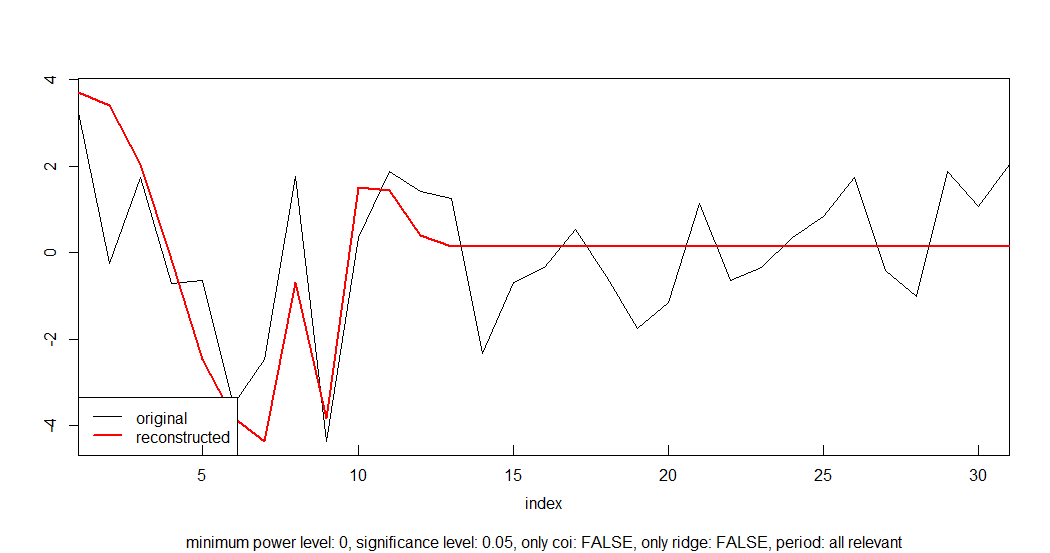 4
2
0
-2
-4
original
reconstructed
5 10 15 20 25 30
index
minimum power level: 0, significance level: 0.05, only coi: FALSE, only ridge: FALSE, period: all relevant